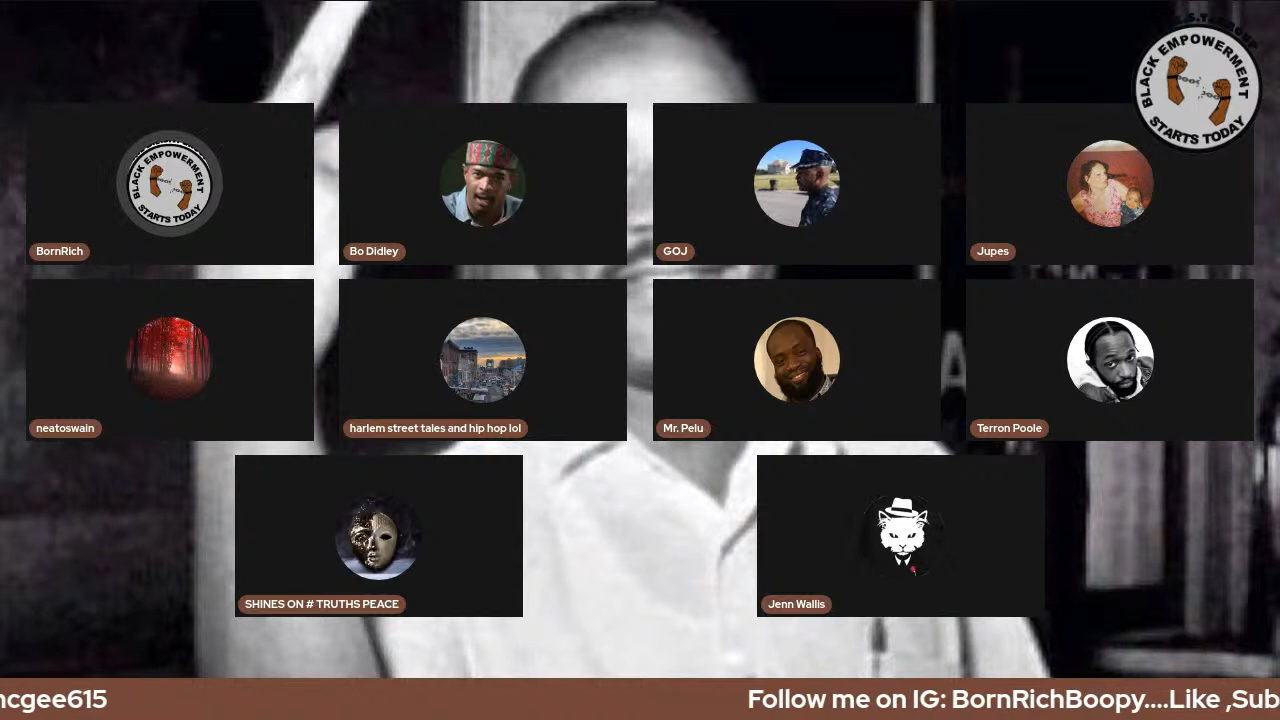 BLACK EMPOWERMENT
STARTS TODAY
BLACK EMPOWERMENT
STARTS TODAY
BornRich
Bo Didley
GOJ
Jupes
neatoswain
harlem street tales and hip hop lol
Mr. Pelu
Terron Poole
SHINES ON # TRUTHS PEACE
Jenn Wallis
ncgee615
Follow me on IG: BornRichBoopy....Like ,Sub